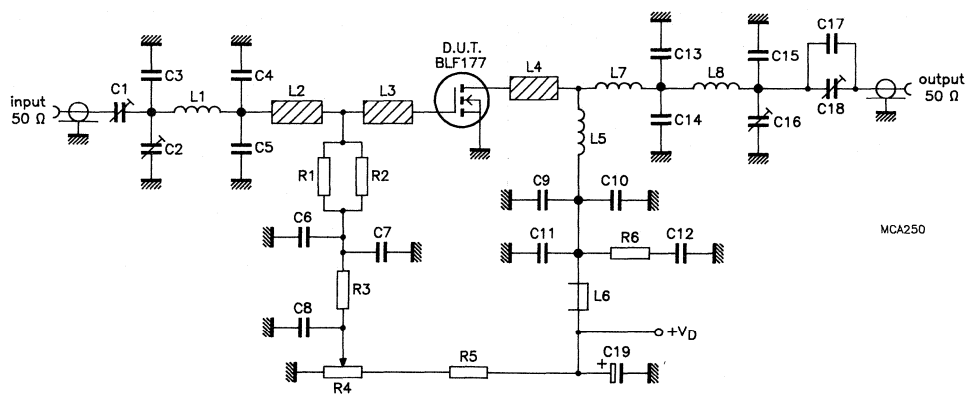 D.U.T.
BLF177
C17
C3
C4
L4
C13
C15
input
50 Ω
C1
L1
L2
L3
L7
L8
C18
output
50 Ω
C2
C5
C14
C16
L5
R1
R2
C9
C10
C6
C7
C11
R6
C12
MCA250
R3
L6
C8
+VD
R4
R5
+
C19